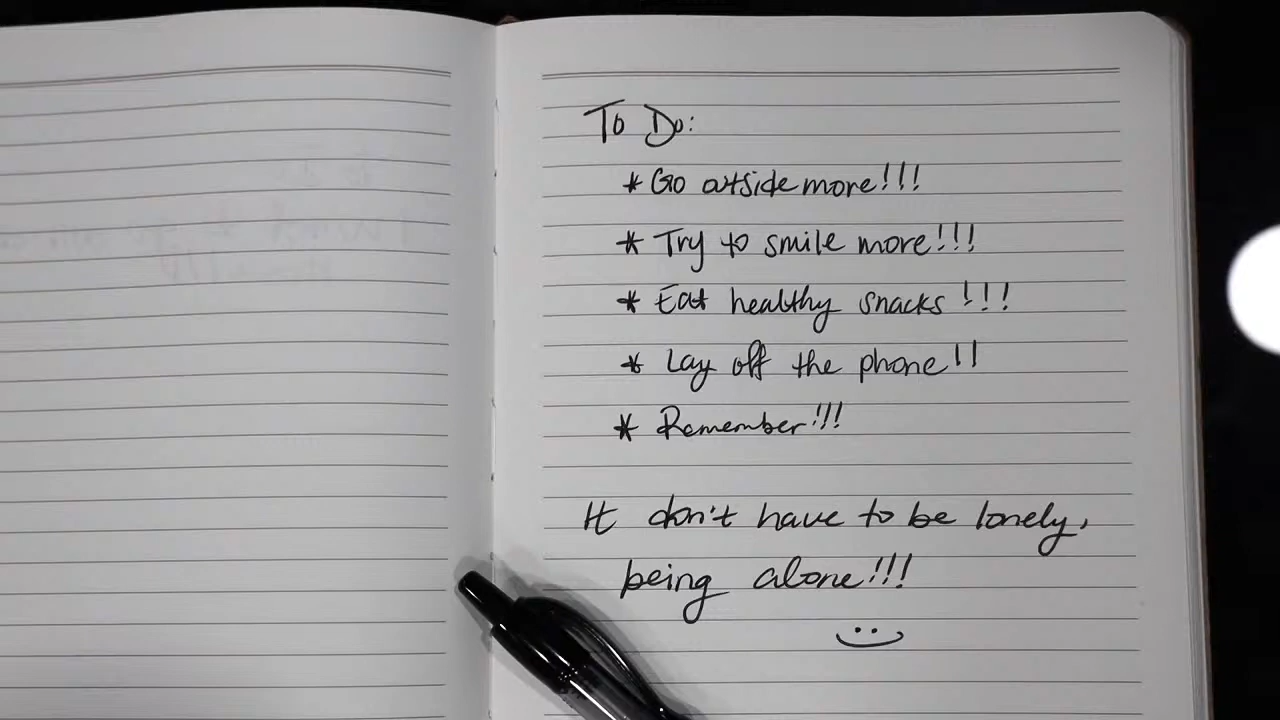 To Do:
* Go outside more!!!
* Try to smile more!!!
* Eat healthy snacks!!!
* Lay off the phone!!
* Remember!!!
It don't have to be lonely,
being alone!!!